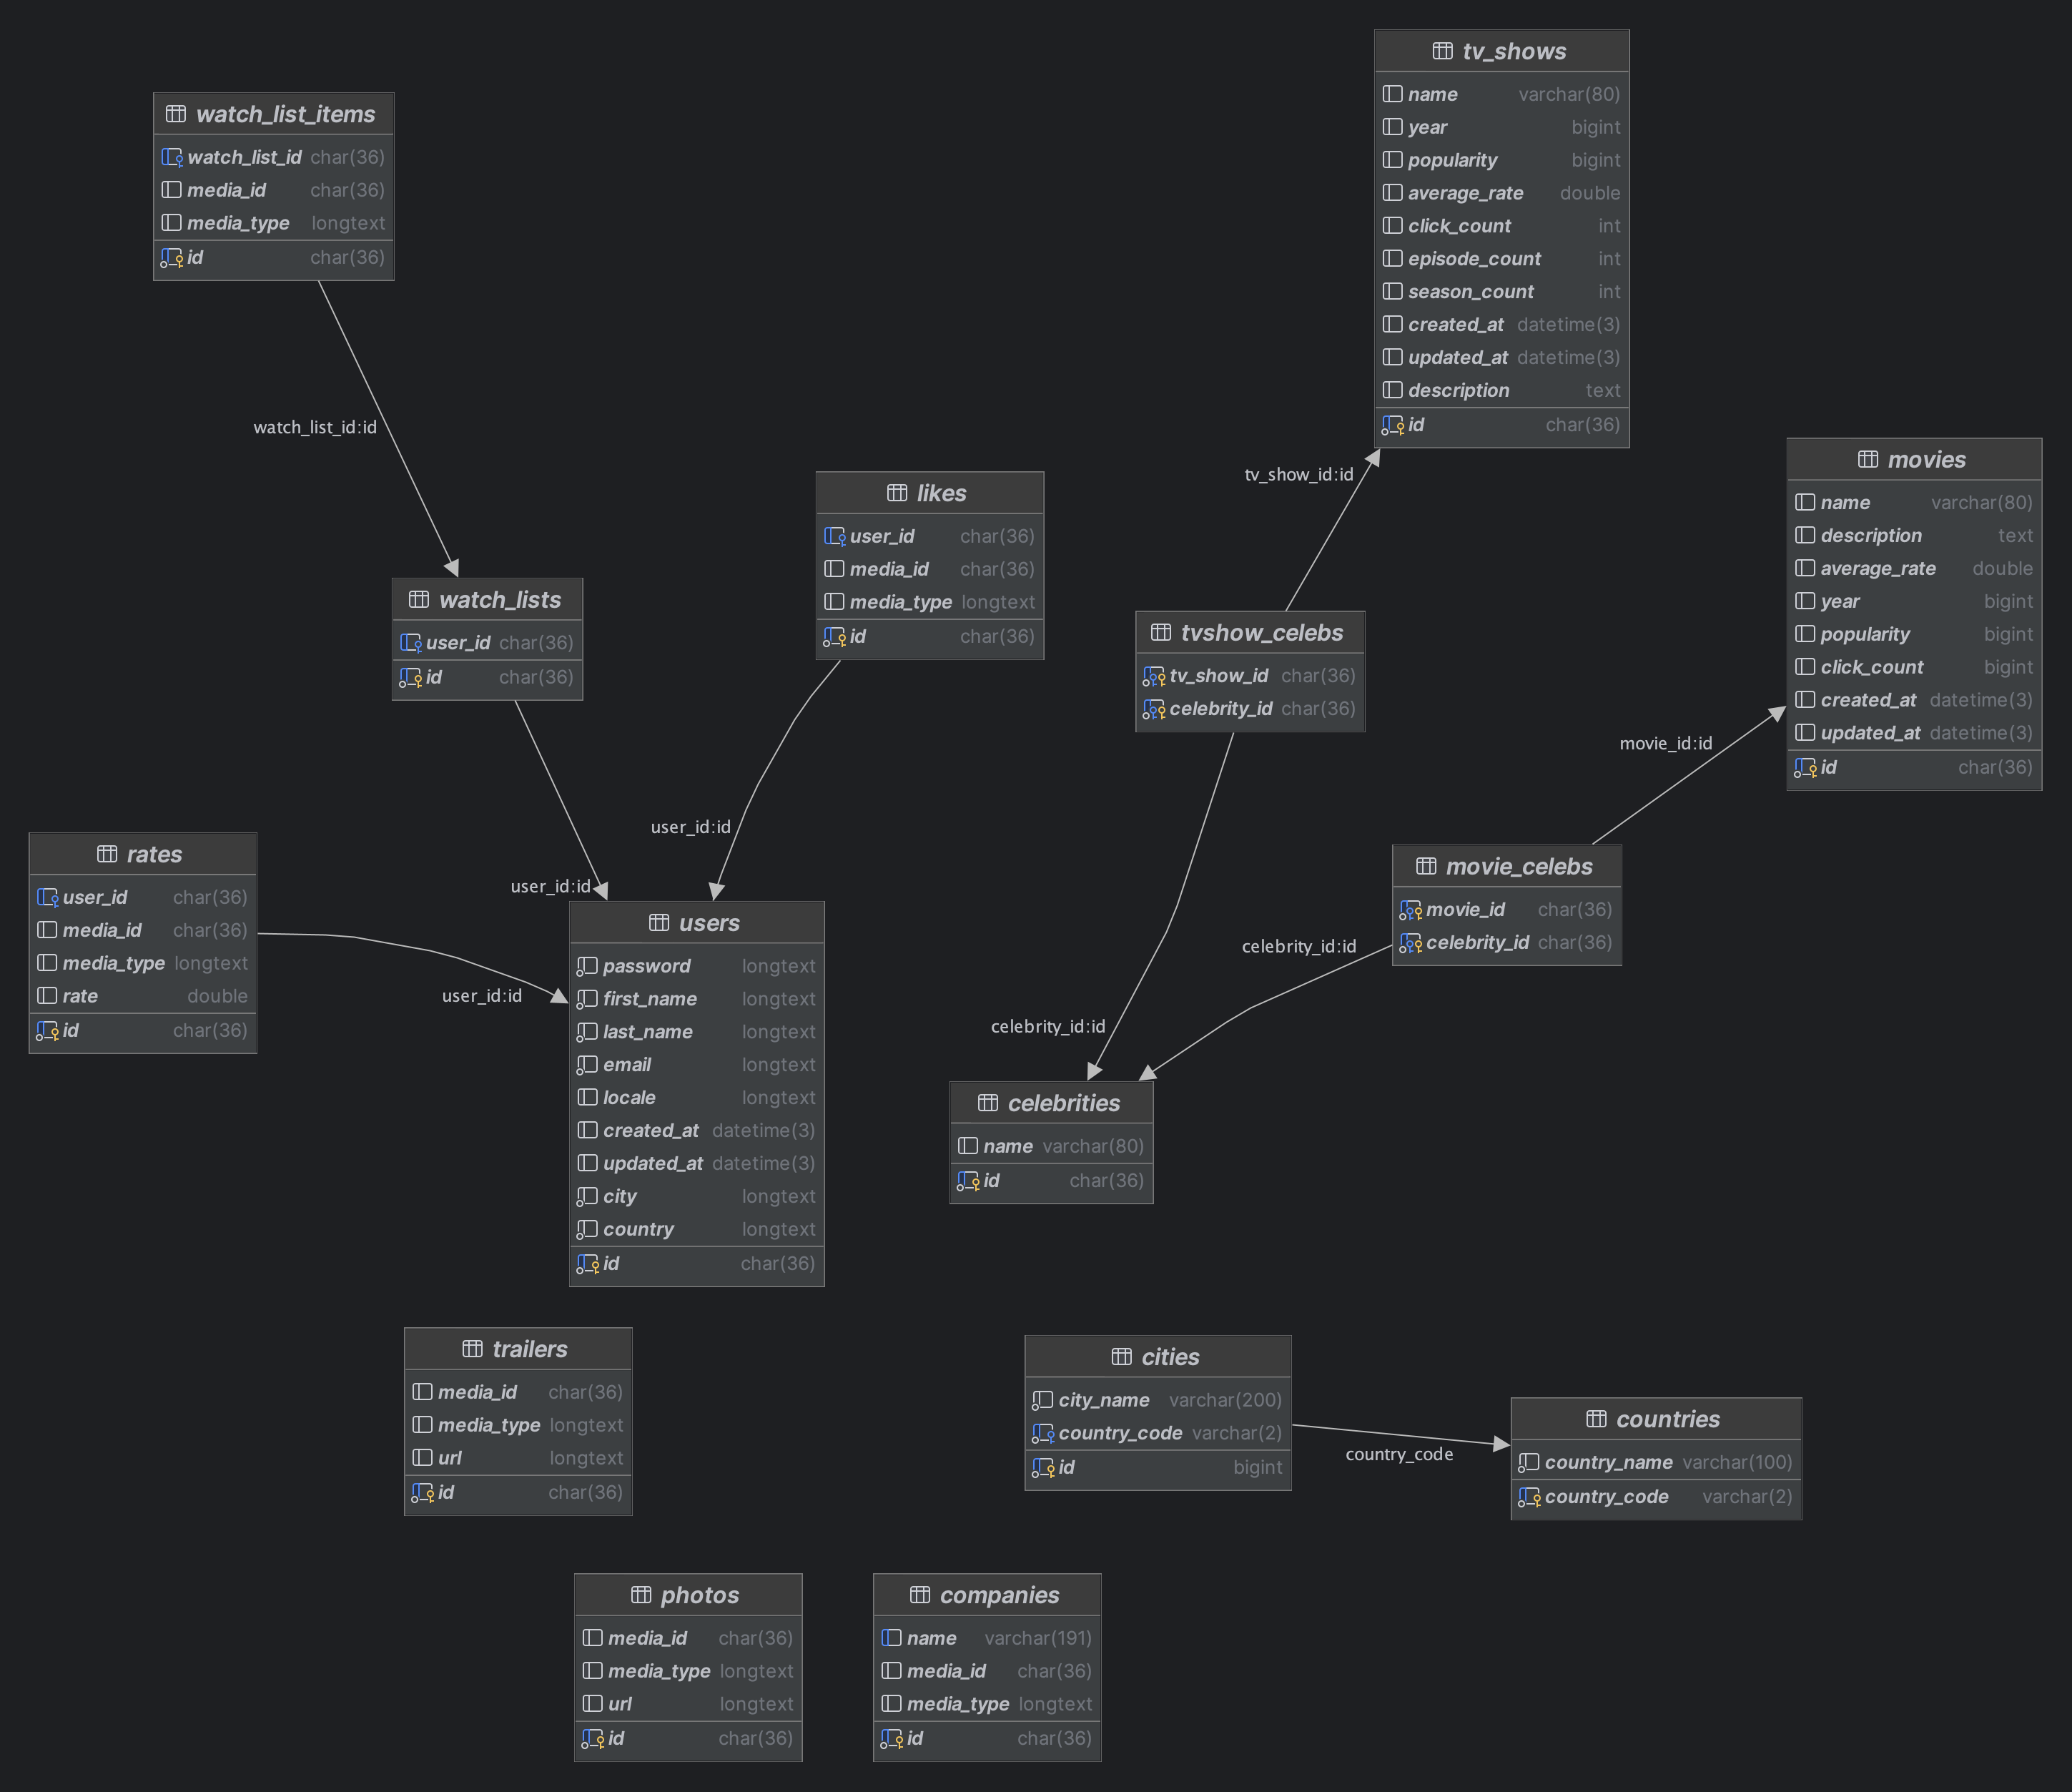 tv_shows
name varchar(80)
year bigint
popularity bigint
average_rate double
click_count int
episode_count int
season_count int
created_at datetime(3)
updated_at datetime(3)
description text
id char(36)
watch_list_items
watch_list_id char(36)
media_id char(36)
media_type longtext
id char(36)
watch_list_id:id
tv_show_id:id
movies
name varchar(80)
description text
average_rate double
year bigint
popularity bigint
click_count bigint
created_at datetime(3)
updated_at datetime(3)
id char(36)
likes
user_id char(36)
media_id char(36)
media_type longtext
id char(36)
watch_lists
user_id char(36)
id char(36)
tvshow_celebs
tv_show_id char(36)
celebrity_id char(36)
movie_id:id
user_id:id
rates
user_id char(36)
media_id char(36)
media_type longtext
rate double
id char(36)
user_id:id
user_id:id
movie_celebs
movie_id char(36)
celebrity_id char(36)
celebrity_id:id
celebrity_id:id
users
password longtext
first_name longtext
last_name longtext
email longtext
locale longtext
created_at datetime(3)
updated_at datetime(3)
city longtext
country longtext
id char(36)
celebrities
name varchar(80)
id char(36)
trailers
media_id char(36)
media_type longtext
url longtext
id char(36)
cities
city_name varchar(200)
country_code varchar(2)
id bigint
country_code
countries
country_name varchar(100)
country_code varchar(2)
photos
media_id char(36)
media_type longtext
url longtext
id char(36)
companies
name varchar(191)
media_id char(36)
media_type longtext
id char(36)